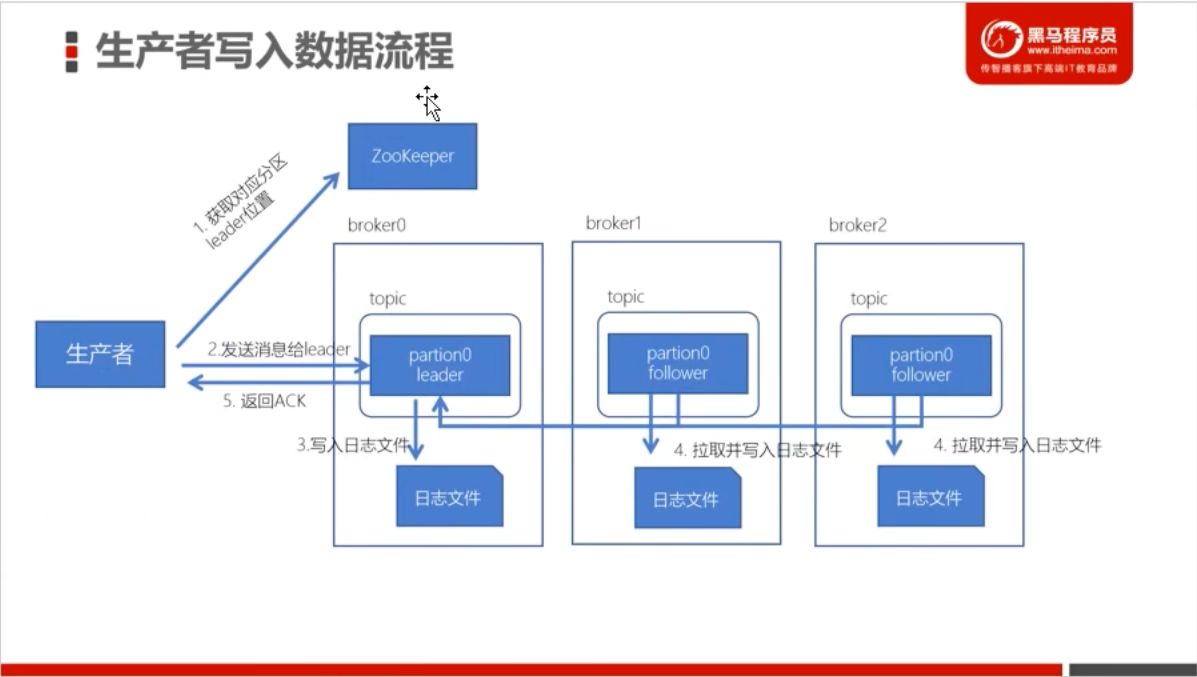 生产者写入数据流程
黑马程序员
www.itheima.com
传智播客旗下高端IT教育品牌
ZooKeeper
1. 获取对应分区
leader位置
broker0
broker1
broker2
topic
topic
topic
生产者
2.发送消息给leader
partion0
leader
partion0
follower
partion0
follower
5. 返回ACK
3.写入日志文件
4. 拉取并写入日志文件
4. 拉取并写入日志文件
日志文件
日志文件
日志文件